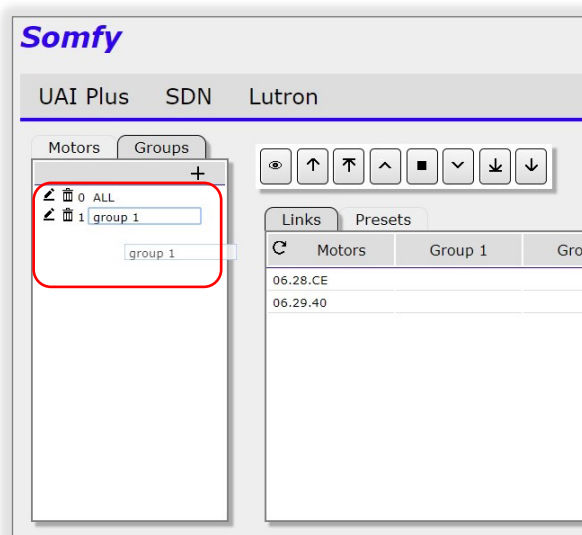 Somfy
UAI Plus SDN Lutron
Motors Groups
+
0 ALL
1 group 1
group 1
Links Presets
Motors Group 1 Gro
06.28.CE
06.29.40